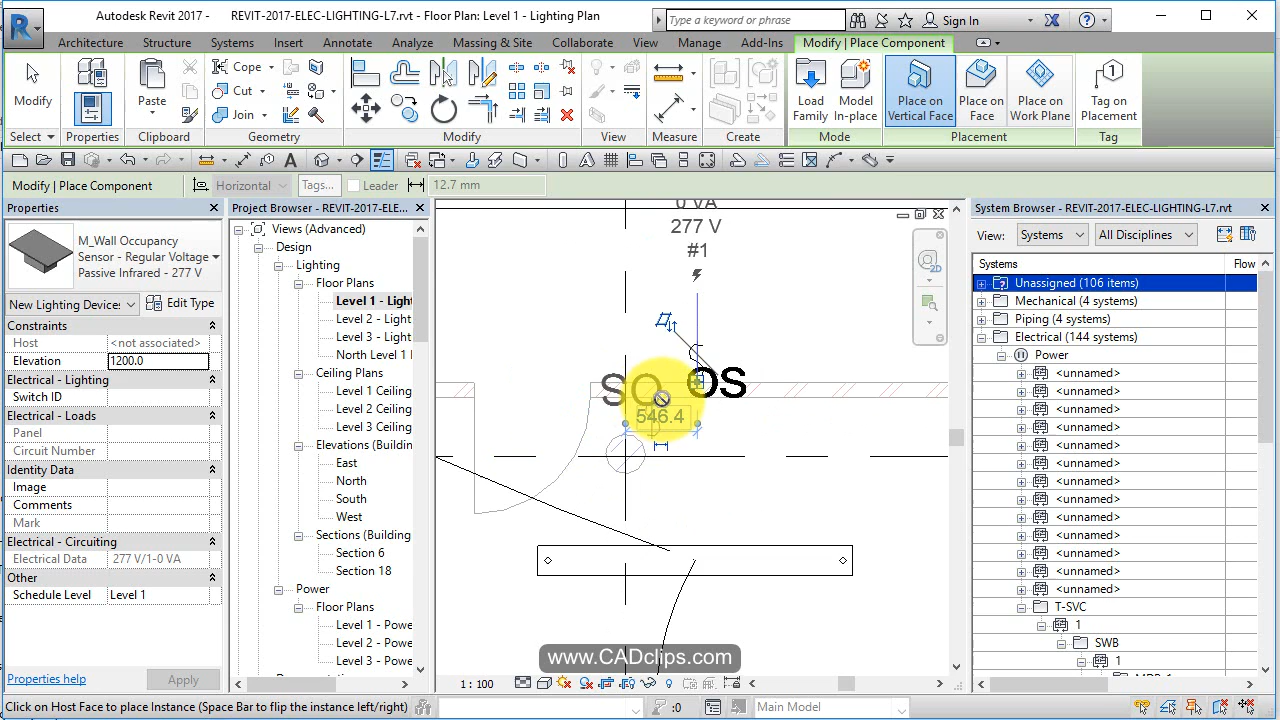 Autodesk Revit 2017 - REVIT-2017-ELEC-LIGHTING-L7.rvt - Floor Plan: Level 1 - Lighting Plan
Type a keyword or phrase
Sign In
Architecture Structure Systems Insert Annotate Analyze Massing & Site Collaborate View Manage Add-Ins Modify | Place Component
Cope
Modify Paste Cut Load Family Model In-place Place on Vertical Face Place on Face Place on Work Plane Tag on Placement
Join
Select Properties Clipboard Geometry Modify View Measure Create Mode Placement Tag
Modify | Place Component Horizontal Tags... Leader 12.7 mm
Properties
M_Wall Occupancy
Sensor - Regular Voltage -
Passive Infrared - 277 V
New Lighting Devices Edit Type
Constraints
Host <not associated>
Elevation 1200.0
Electrical - Lighting
Switch ID
Electrical - Loads
Panel
Circuit Number
Identity Data
Image
Comments
Mark
Electrical - Circuiting
Electrical Data 277 V/1-0 VA
Other
Schedule Level Level 1
Properties help Apply
Project Browser - REVIT-2017-ELE...
Views (Advanced)
Design
Lighting
Floor Plans
Level 1 - Light
Level 2 - Light
Level 3 - Light
North Level 1
Ceiling Plans
Level 1 Ceiling
Level 2 Ceiling
Level 3 Ceiling
Elevations (Building
East
North
South
West
Sections (Building
Section 6
Section 18
Power
Floor Plans
Level 1 - Powe
Level 2 - Powe
Level 3 - Powe
0 VA
277 V
#1
OS
546.4
2D
www.CADclips.com
1 : 100
System Browser - REVIT-2017-ELEC-LIGHTING-L7.rvt
View: Systems All Disciplines
Systems Flow
Unassigned (106 items)
Mechanical (4 systems)
Piping (4 systems)
Electrical (144 systems)
Power
<unnamed>
<unnamed>
<unnamed>
<unnamed>
<unnamed>
<unnamed>
<unnamed>
<unnamed>
<unnamed>
<unnamed>
<unnamed>
<unnamed>
<unnamed>
T-SVC
1
SWB
1
Click on Host Face to place Instance (Space Bar to flip the instance left/right)
:0
Main Model